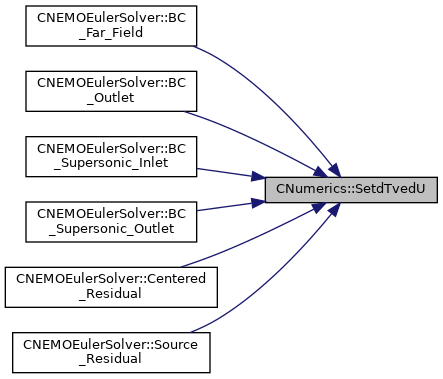 CNEMOEulerSolver::BC
_Far_Field
CNEMOEulerSolver::BC
_Outlet
CNEMOEulerSolver::BC
_Supersonic_Inlet
CNumerics::SetdTvedU
CNEMOEulerSolver::BC
_Supersonic_Outlet
CNEMOEulerSolver::Centered
_Residual
CNEMOEulerSolver::Source
_Residual